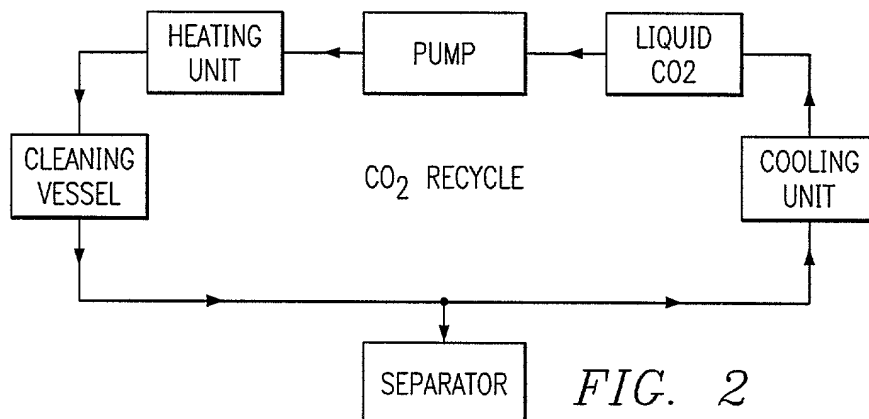 HEATING
UNIT
PUMP
LIQUID
CO2
CLEANING
VESSEL
CO₂ RECYCLE
COOLING
UNIT
SEPARATOR
FIG. 2